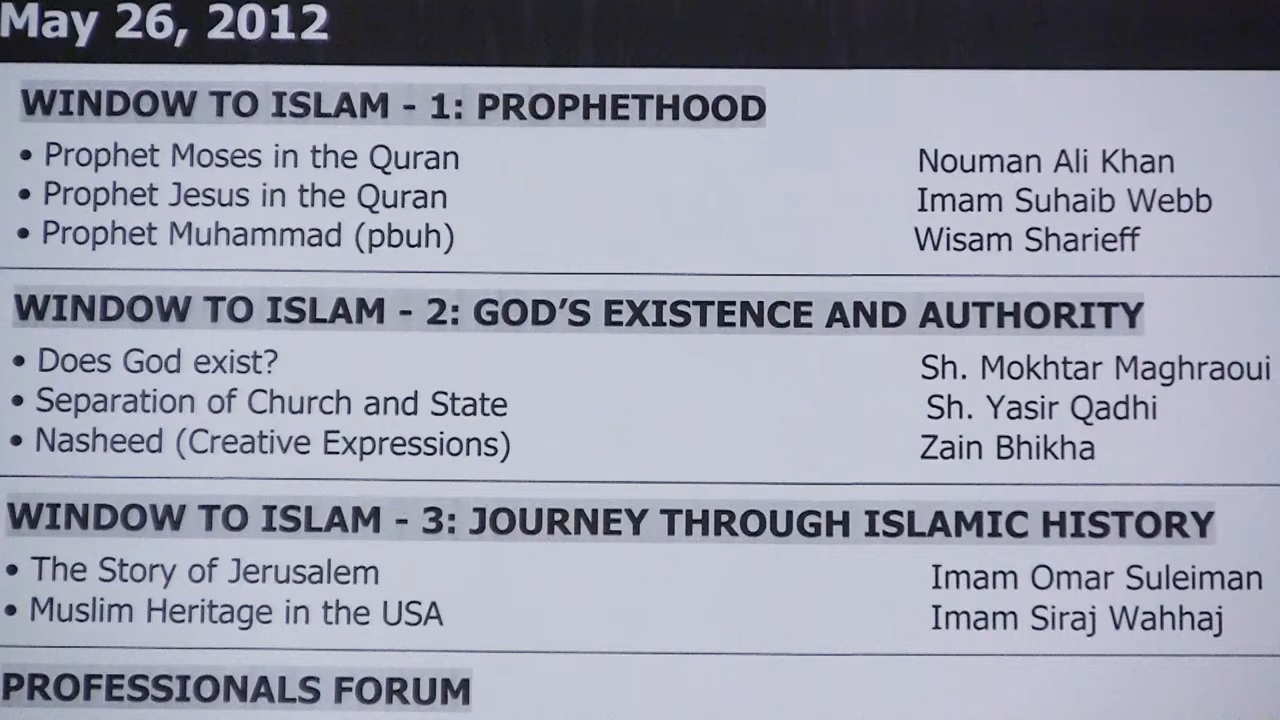 May 26, 2012
WINDOW TO ISLAM - 1: PROPHETHOOD
• Prophet Moses in the Quran Nouman Ali Khan
• Prophet Jesus in the Quran Imam Suhaib Webb
• Prophet Muhammad (pbuh) Wisam Sharieff
WINDOW TO ISLAM - 2: GOD'S EXISTENCE AND AUTHORITY
• Does God exist? Sh. Mokhtar Maghraoui
• Separation of Church and State Sh. Yasir Qadhi
• Nasheed (Creative Expressions) Zain Bhikha
WINDOW TO ISLAM - 3: JOURNEY THROUGH ISLAMIC HISTORY
• The Story of Jerusalem Imam Omar Suleiman
• Muslim Heritage in the USA Imam Siraj Wahhaj
PROFESSIONALS FORUM